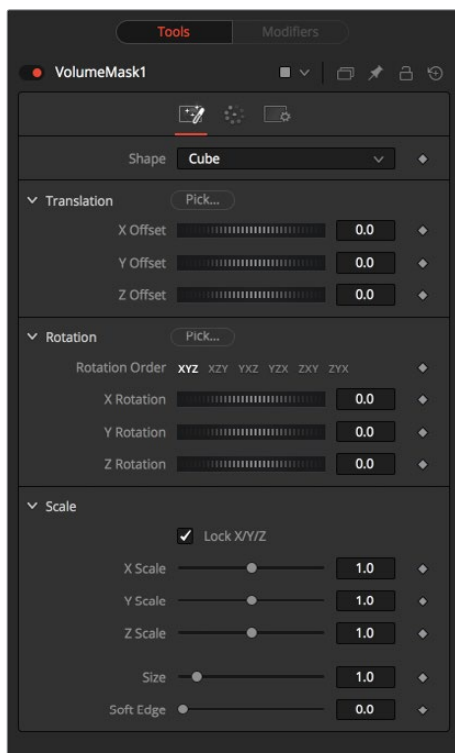 Tools Modifiers
VolumeMask1
Shape Cube
Translation Pick...
X Offset 0.0
Y Offset 0.0
Z Offset 0.0
Rotation Pick...
Rotation Order XYZ XZY YXZ YZX ZXY ZYX
X Rotation 0.0
Y Rotation 0.0
Z Rotation 0.0
Scale
Lock X/Y/Z
X Scale 1.0
Y Scale 1.0
Z Scale 1.0
Size 1.0
Soft Edge 0.0